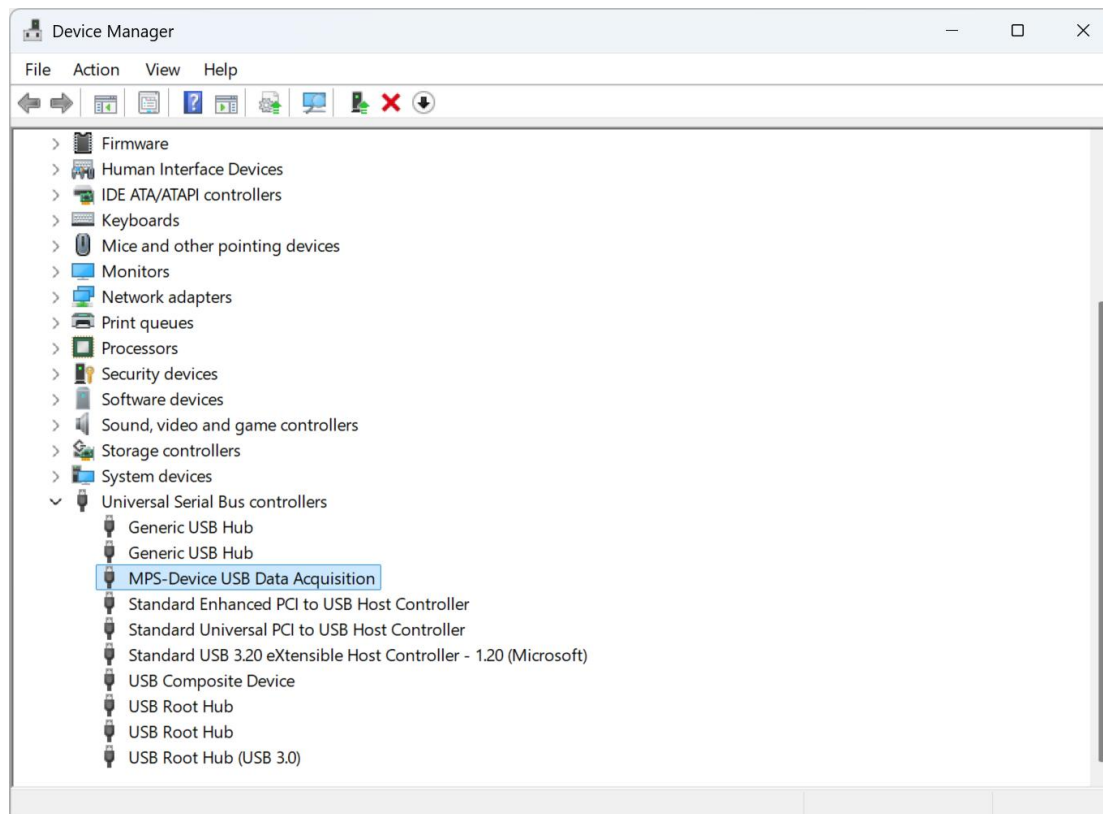 Device Manager
File Action View Help
Firmware
Human Interface Devices
IDE ATA/ATAPI controllers
Keyboards
Mice and other pointing devices
Monitors
Network adapters
Print queues
Processors
Security devices
Software devices
Sound, video and game controllers
Storage controllers
System devices
Universal Serial Bus controllers
Generic USB Hub
Generic USB Hub
MPS-Device USB Data Acquisition
Standard Enhanced PCI to USB Host Controller
Standard Universal PCI to USB Host Controller
Standard USB 3.20 eXtensible Host Controller - 1.20 (Microsoft)
USB Composite Device
USB Root Hub
USB Root Hub
USB Root Hub (USB 3.0)